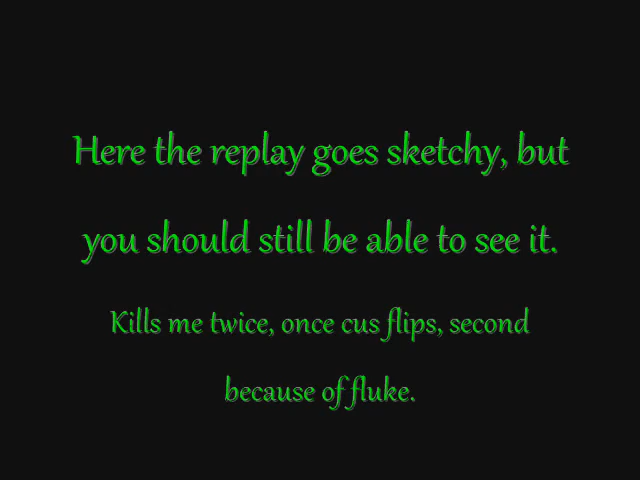 Here the replay goes sketchy, but
you should still be able to see it.
Kills me twice, once cus flips, second
because of fluke.